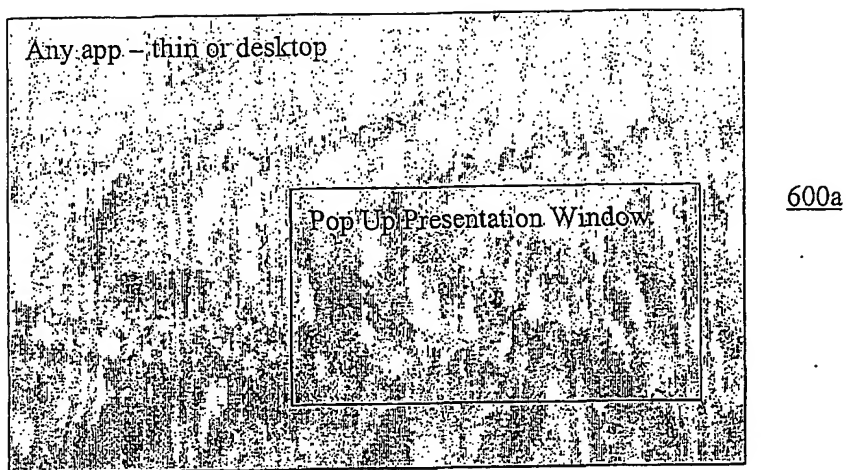 Any app – thin or desktop
600a
Pop Up Presentation Window